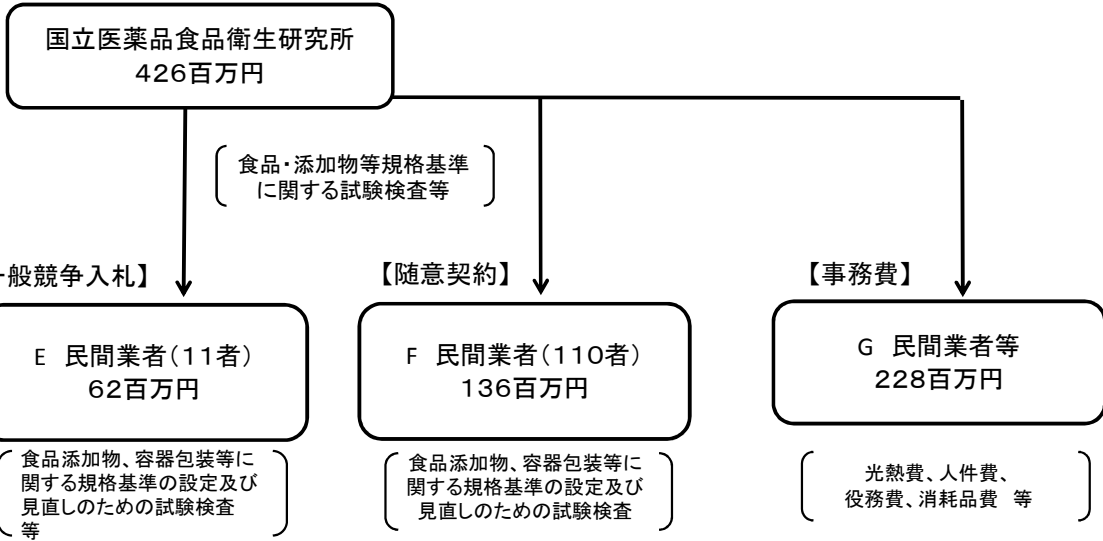 国立医薬品食品衛生研究所
426百万円
食品・添加物等規格基準
に関する試験検査等
般競争入札】
【随意契約】
【事務費】
E 民間業者(11者)
62百万円
F 民間業者(110者)
136百万円
G 民間業者等
228百万円
食品添加物、容器包装等に
関する規格基準の設定及び
見直しのための試験検査
等
食品添加物、容器包装等に
関する規格基準の設定及び
見直しのための試験検査
光熱費、人件費、
役務費、消耗品費 等